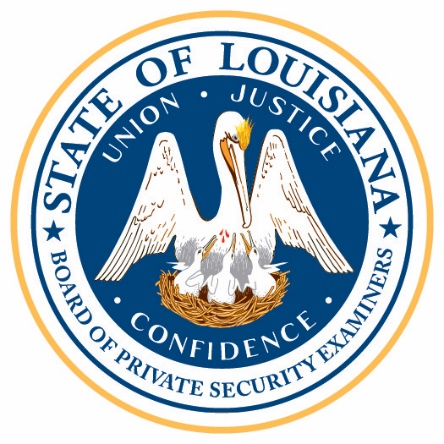 STATE OF LOUISIANA
UNION · JUSTICE
· CONFIDENCE ·
BOARD OF PRIVATE SECURITY EXAMINERS